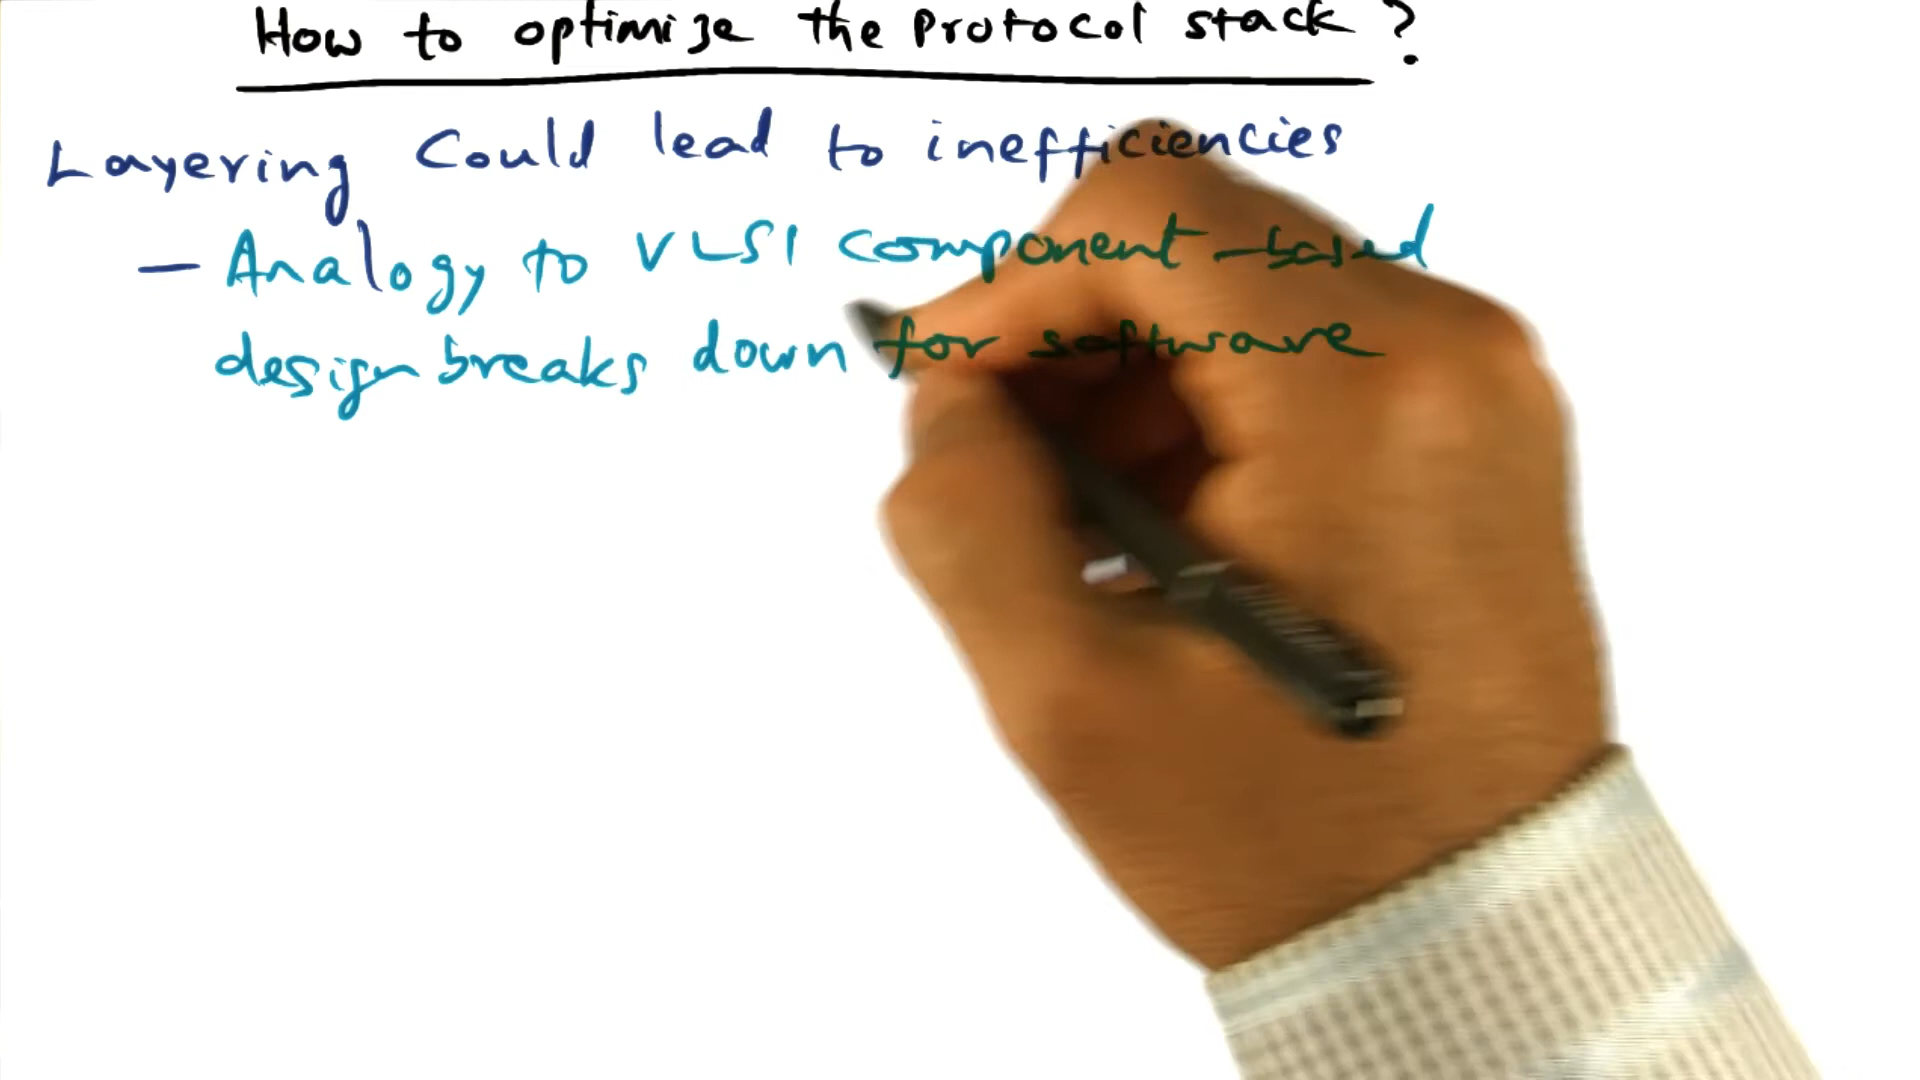 How to optimize the protocol stack?
Layering Could lead to inefficiencies
- Analogy to VLSI component-based
design breaks down for software